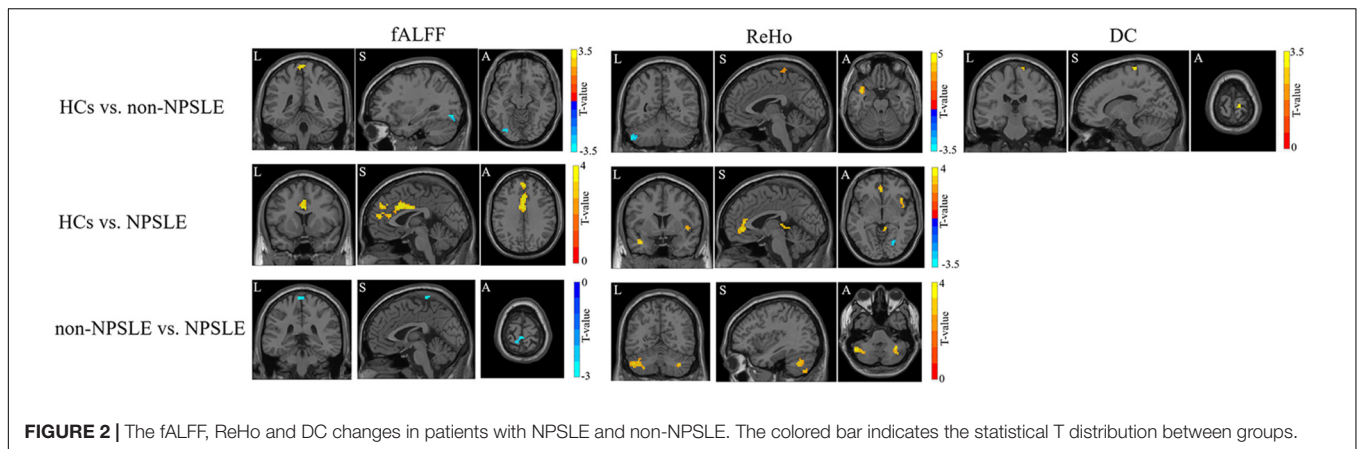 fALFF
ReHo
DC
HCs vs. non-NPSLE
L
S
A
3.5
T-value
-3.5
L
S
A
5
T-value
-3.5
L
S
A
3.5
T-value
0
HCs vs. NPSLE
L
S
A
4
T-value
0
L
S
A
4
T-value
-3.5
non-NPSLE vs. NPSLE
L
S
A
0
T-value
-3
L
S
A
4
T-value
0
FIGURE 2 | The fALFF, ReHo and DC changes in patients with NPSLE and non-NPSLE. The colored bar indicates the statistical T distribution between groups.